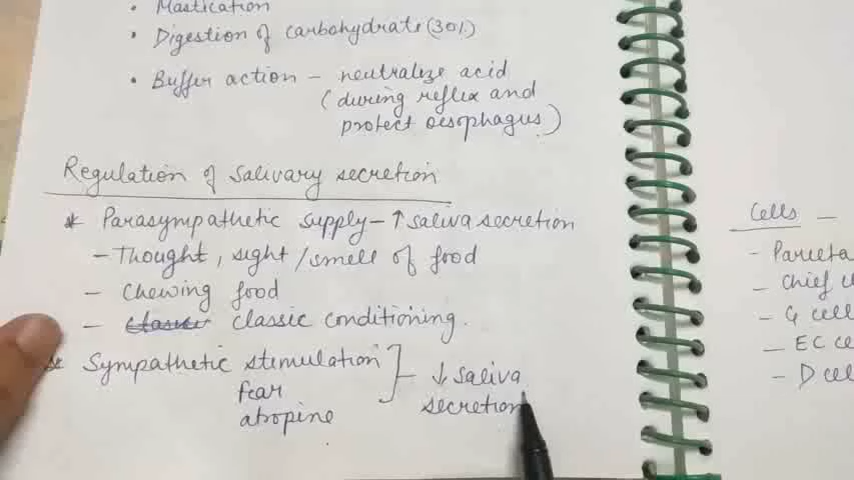 • Mastication
• Digestion of carbohydrate (30%)
• Buffer action – neutralize acid
(during reflex and
protect oesophagus.)
Regulation of salivary secretion
* Parasympathetic supply – ↑ saliva secretion
– Thought, sight/smell of food
– Chewing food
– classic conditioning.
* Sympathetic stimulation ] – ↓ saliva
fear secretion
atropine
Cells –
– Parieta
– Chief c
– G cell
– EC ce
– D cel